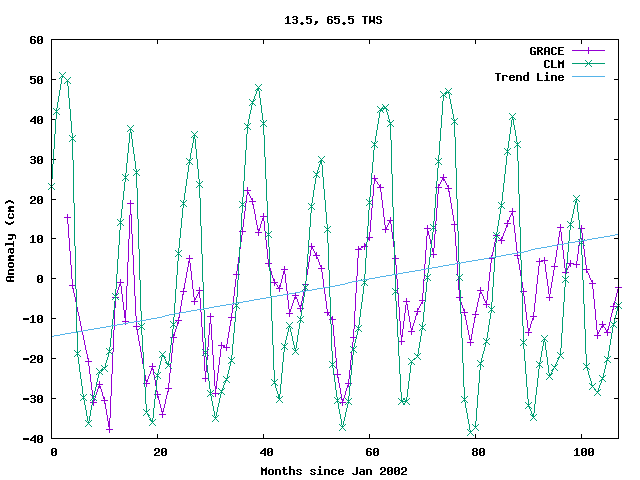 13.5, 65.5 TWS
GRACE
CLM
Trend Line
60
50
40
30
20
10
0
-10
-20
-30
-40
Anomaly (cm)
0 20 40 60 80 100
Months since Jan 2002